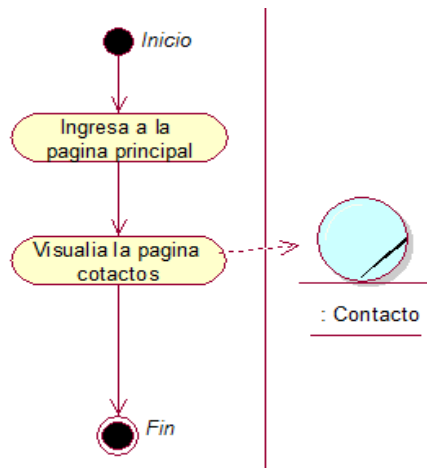 Inicio
Ingresa a la
pagina principal
Visualia la pagina
cotactos
: Contacto
Fin